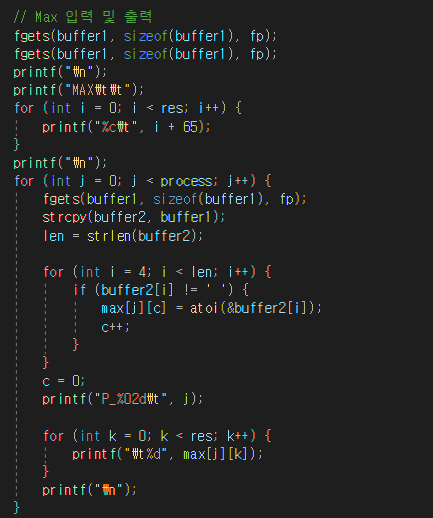 // Max 입력 및 출력
fgets(buffer1, sizeof(buffer1), fp);
fgets(buffer1, sizeof(buffer1), fp);
printf("₩n");
printf("MAX₩t₩t");
for (int i = 0; i < res; i++) {
    printf("%c₩t", i + 65);
}
printf("₩n");
for (int j = 0; j < process; j++) {
    fgets(buffer1, sizeof(buffer1), fp);
    strcpy(buffer2, buffer1);
    len = strlen(buffer2);

    for (int i = 4; i < len; i++) {
        if (buffer2[i] != ' ') {
            max[j][c] = atoi(&buffer2[i]);
            c++;
        }
    }
    c = 0;
    printf("P_%02d₩t", j);

    for (int k = 0; k < res; k++) {
        printf("₩t%d", max[j][k]);
    }
    printf("₩n");
}